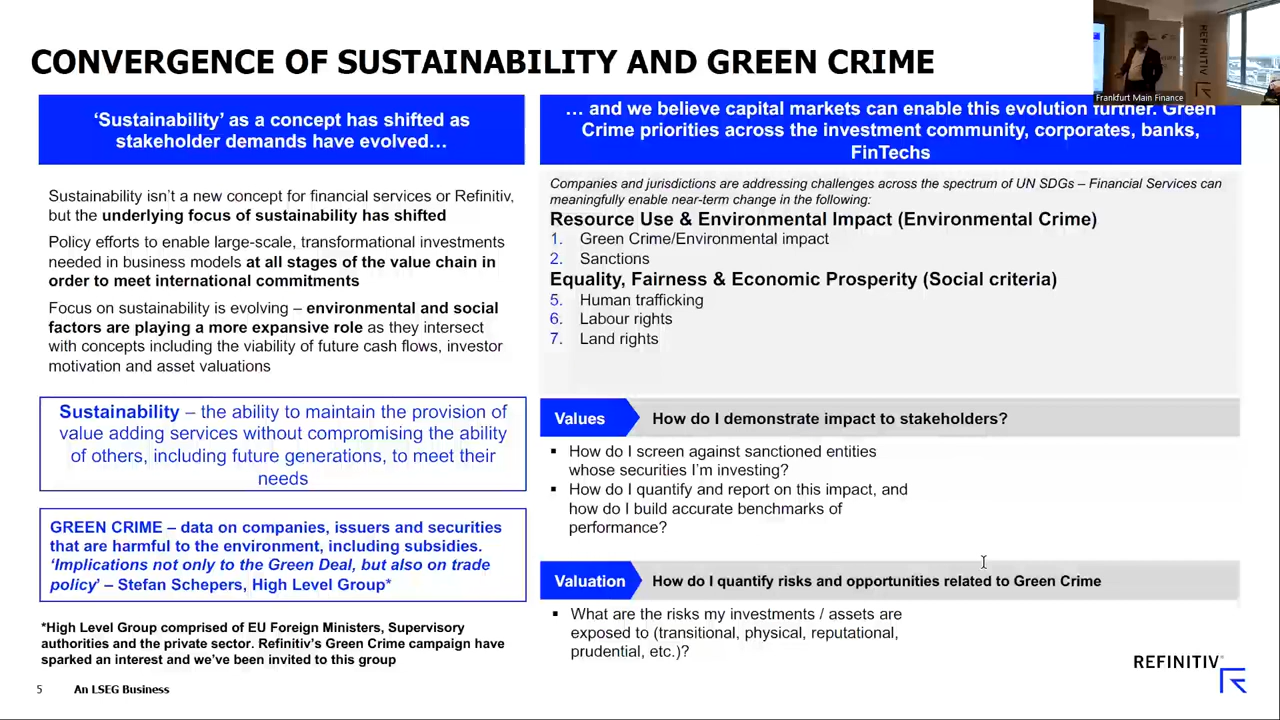 CONVERGENCE OF SUSTAINABILITY AND GREEN CRIME
REFINITIV
Frankfurt Main Finance
‘Sustainability’ as a concept has shifted as
stakeholder demands have evolved…
… and we believe capital markets can enable this evolution further. Green
Crime priorities across the investment community, corporates, banks,
FinTechs
Sustainability isn’t a new concept for financial services or Refinitiv,
but the underlying focus of sustainability has shifted
Policy efforts to enable large-scale, transformational investments
needed in business models at all stages of the value chain in
order to meet international commitments
Focus on sustainability is evolving – environmental and social
factors are playing a more expansive role as they intersect
with concepts including the viability of future cash flows, investor
motivation and asset valuations
Sustainability – the ability to maintain the provision of
value adding services without compromising the ability
of others, including future generations, to meet their
needs
GREEN CRIME – data on companies, issuers and securities
that are harmful to the environment, including subsidies.
‘Implications not only to the Green Deal, but also on trade
policy’ – Stefan Schepers, High Level Group*
*High Level Group comprised of EU Foreign Ministers, Supervisory
authorities and the private sector. Refinitiv’s Green Crime campaign have
sparked an interest and we’ve been invited to this group
Companies and jurisdictions are addressing challenges across the spectrum of UN SDGs – Financial Services can
meaningfully enable near-term change in the following:
Resource Use & Environmental Impact (Environmental Crime)
1. Green Crime/Environmental impact
2. Sanctions
Equality, Fairness & Economic Prosperity (Social criteria)
5. Human trafficking
6. Labour rights
7. Land rights
Values How do I demonstrate impact to stakeholders?
▪ How do I screen against sanctioned entities
whose securities I’m investing?
▪ How do I quantify and report on this impact, and
how do I build accurate benchmarks of
performance?
Valuation How do I quantify risks and opportunities related to Green Crime
▪ What are the risks my investments / assets are
exposed to (transitional, physical, reputational,
prudential, etc.)?
REFINITIV
5 An LSEG Business